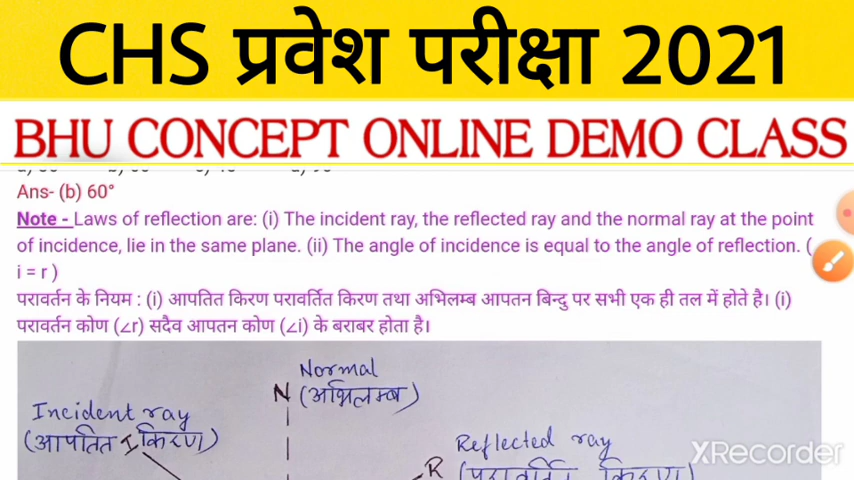 CHS प्रवेश परीक्षा 2021
BHU CONCEPT ONLINE DEMO CLASS
Ans- (b) 60°
Note - Laws of reflection are: (i) The incident ray, the reflected ray and the normal ray at the point
of incidence, lie in the same plane. (ii) The angle of incidence is equal to the angle of reflection. (
i = r )
परावर्तन के नियम : (i) आपतित किरण परावर्तित किरण तथा अभिलम्ब आपतन बिन्दु पर सभी एक ही तल में होते है। (i)
परावर्तन कोण (∠r) सदैव आपतन कोण (∠i) के बराबर होता है।
Normal
N (अभिलम्ब)
Incident ray
(आपतित किरण)
I
Reflected ray
R (परावर्तित किरण)
XRecorder